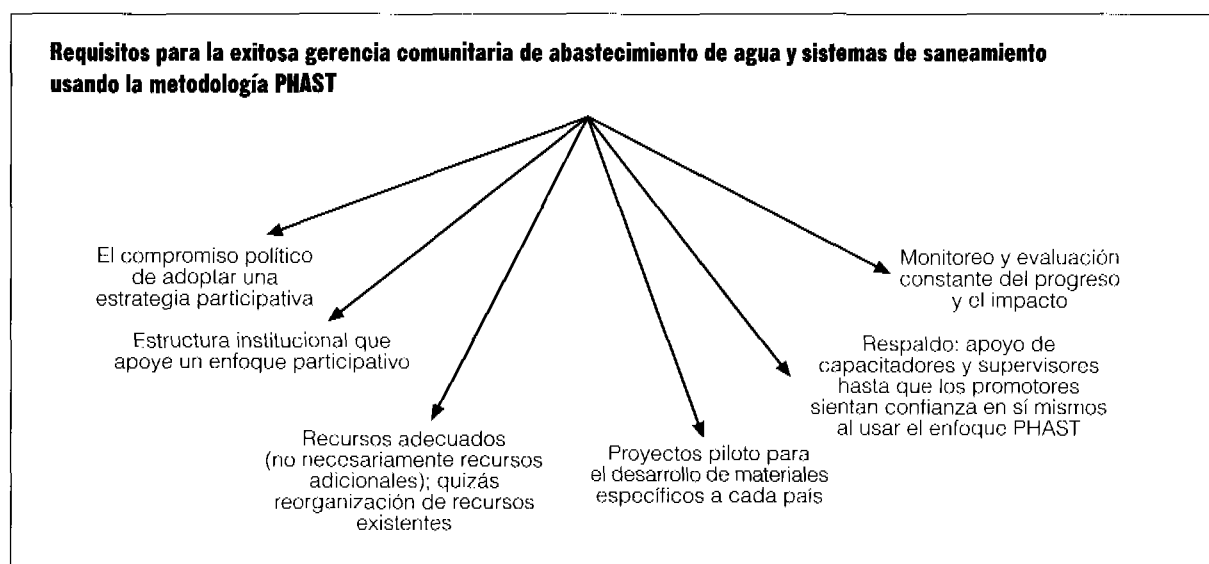 Requisitos para la exitosa gerencia comunitaria de abastecimiento de agua y sistemas de saneamiento
usando la metodología PHAST
El compromiso político
de adoptar una
estrategia participativa
Estructura institucional que
apoye un enfoque participativo
Recursos adecuados
(no necesariamente recursos
adicionales); quizás
reorganización de recursos
existentes
Proyectos piloto para
el desarrollo de materiales
específicos a cada país
Respaldo: apoyo de
capacitadores y supervisores
hasta que los promotores
sientan confianza en sí mismos
al usar el enfoque PHAST
Monitoreo y evaluación
constante del progreso
y el impacto